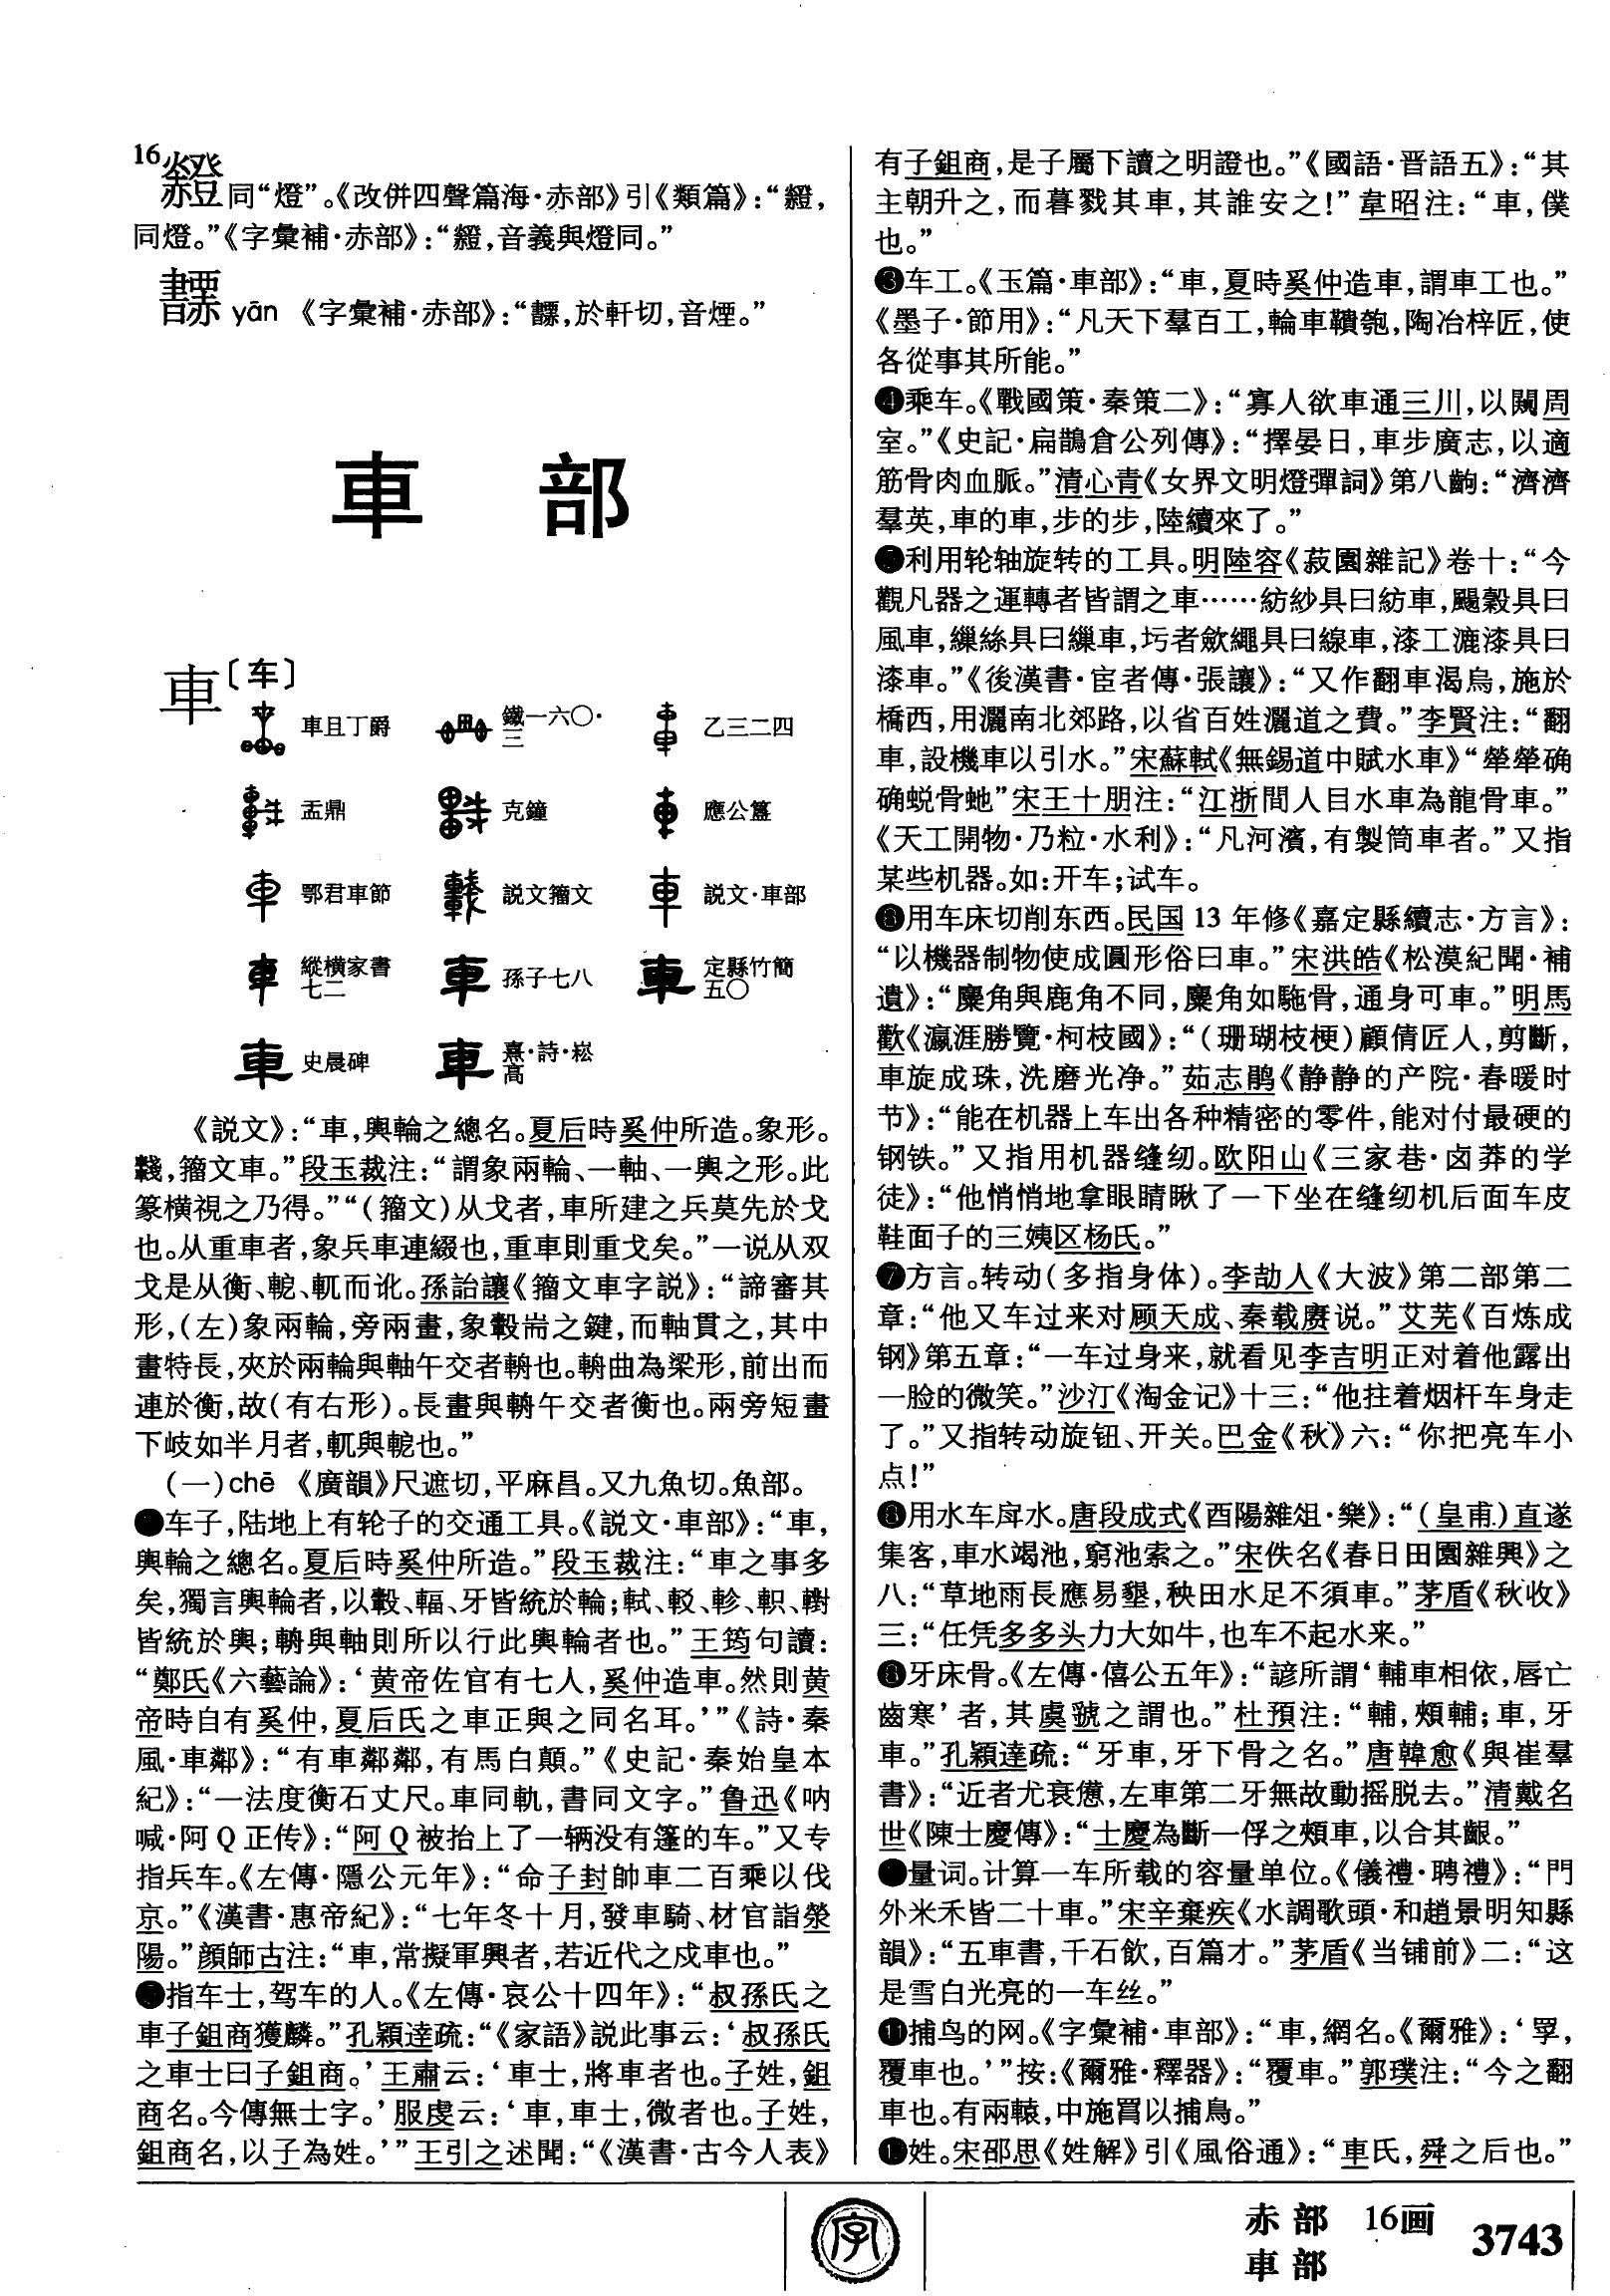 16
同“燈”。《改併四聲篇海·赤部》引《類篇》：“
同燈。”《字彙補·赤部》：“，音義與燈同。”
yān 《字彙補·赤部》：“，於軒切，音煙。”
車 部
車〔车〕
車且丁爵 鐵一六〇·三 乙三二四
盂鼎 克鐘 應公簋
鄂君車節 説文籀文 説文·車部
縱横家書七二 孫子七八 定縣竹簡五〇
史晨碑 熹·詩·崧高
《説文》：“車，輿輪之總名。夏后時奚仲所造。象形。
，籀文車。”段玉裁注：“謂象兩輪、一軸、一輿之形。此
篆横視之乃得。”“（籀文）从戈者，車所建之兵莫先於戈
也。从重車者，象兵車連綴也，重車則重戈矣。”一说从双
戈是从衡、軶、軏而讹。孫詒讓《籀文車字説》：“諦審其
形，（左）象兩輪，旁兩畫，象轂耑之鍵，而軸貫之，其中
畫特長，夾於兩輪與軸午交者輈也。輈曲為梁形，前出而
連於衡，故（有右形）。長畫與輈午交者衡也。兩旁短畫
下岐如半月者，軏與軶也。”
（一）chē 《廣韻》尺遮切，平麻昌。又九魚切。魚部。
❶车子，陆地上有轮子的交通工具。《説文·車部》：“車，
輿輪之總名。夏后時奚仲所造。”段玉裁注：“車之事多
矣，獨言輿輪者，以轂、輻、牙皆統於輪；軾、較、軫、軹、轛
皆統於輿；輈與軸則所以行此輿輪者也。”王筠句讀：
“鄭氏《六藝論》：‘黄帝佐官有七人，奚仲造車。然則黄
帝時自有奚仲，夏后氏之車正與之同名耳。’”《詩·秦
風·車鄰》：“有車鄰鄰，有馬白顛。”《史記·秦始皇本
紀》：“一法度衡石丈尺。車同軌，書同文字。”鲁迅《呐
喊·阿Q正传》：“阿Q被抬上了一辆没有篷的车。”又专
指兵车。《左傳·隱公元年》：“命子封帥車二百乘以伐
京。”《漢書·惠帝紀》：“七年冬十月，發車騎、材官詣滎
陽。”顔師古注：“車，常擬軍興者，若近代之戍車也。”
❷指车士，驾车的人。《左傳·哀公十四年》：“叔孫氏之
車子鉏商獲麟。”孔穎達疏：“《家語》説此事云：‘叔孫氏
之車士曰子鉏商。’王肅云：‘車士，將車者也。子姓，鉏
商名。今傳無士字。’服虔云：‘車，車士，微者也。子姓，
鉏商名，以子為姓。’”王引之述聞：“《漢書·古今人表》
有子鉏商，是子屬下讀之明證也。”《國語·晋語五》：“其
主朝升之，而暮戮其車，其誰安之！”韋昭注：“車，僕
也。”
❸车工。《玉篇·車部》：“車，夏時奚仲造車，謂車工也。”
《墨子·節用》：“凡天下羣百工，輪車鞼匏，陶冶梓匠，使
各從事其所能。”
❹乘车。《戰國策·秦策二》：“寡人欲車通三川，以闚周
室。”《史記·扁鵲倉公列傳》：“擇晏日，車步廣志，以適
筋骨肉血脈。”清心青《女界文明燈彈詞》第八齣：“濟濟
羣英，車的車，步的步，陸續來了。”
❺利用轮轴旋转的工具。明陸容《菽園雜記》卷十：“今
觀凡器之運轉者皆謂之車……紡紗具曰紡車，颺穀具曰
風車，繅絲具曰繅車，圬者斂繩具曰線車，漆工漉漆具曰
漆車。”《後漢書·宦者傳·張讓》：“又作翻車渴烏，施於
橋西，用灑南北郊路，以省百姓灑道之費。”李賢注：“翻
車，設機車以引水。”宋蘇軾《無錫道中賦水車》“犖犖确
确蜕骨虵”宋王十朋注：“江浙間人目水車為龍骨車。”
《天工開物·乃粒·水利》：“凡河濱，有製筒車者。”又指
某些机器。如：开车；试车。
❻用车床切削东西。民国13年修《嘉定縣續志·方言》：
“以機器制物使成圓形俗曰車。”宋洪皓《松漠紀聞·補
遺》：“麋角與鹿角不同，麋角如駞骨，通身可車。”明馬
歡《瀛涯勝覽·柯枝國》：“（珊瑚枝梗）顧倩匠人，剪斷，
車旋成珠，洗磨光净。”茹志鹃《静静的产院·春暖时
节》：“能在机器上车出各种精密的零件，能对付最硬的
钢铁。”又指用机器缝纫。欧阳山《三家巷·卤莽的学
徒》：“他悄悄地拿眼睛瞅了一下坐在缝纫机后面车皮
鞋面子的三姨区杨氏。”
❼方言。转动（多指身体）。李劼人《大波》第二部第二
章：“他又车过来对顾天成、秦载赓说。”艾芜《百炼成
钢》第五章：“一车过身来，就看见李吉明正对着他露出
一脸的微笑。”沙汀《淘金记》十三：“他拄着烟杆车身走
了。”又指转动旋钮、开关。巴金《秋》六：“你把亮车小
点！”
❽用水车戽水。唐段成式《酉陽雜俎·樂》：“（皇甫）直遂
集客，車水竭池，窮池索之。”宋佚名《春日田園雜興》之
八：“草地雨長應易墾，秧田水足不須車。”茅盾《秋收》
三：“任凭多多头力大如牛，也车不起水来。”
❾牙床骨。《左傳·僖公五年》：“諺所謂‘輔車相依，唇亡
齒寒’者，其虞虢之謂也。”杜預注：“輔，頰輔；車，牙
車。”孔穎達疏：“牙車，牙下骨之名。”唐韓愈《與崔羣
書》：“近者尤衰憊，左車第二牙無故動摇脱去。”清戴名
世《陳士慶傳》：“士慶為斷一俘之頰車，以合其齦。”
❿量词。计算一车所载的容量单位。《儀禮·聘禮》：“門
外米禾皆二十車。”宋辛棄疾《水調歌頭·和趙景明知縣
韻》：“五車書，千石飲，百篇才。”茅盾《当铺前》二：“这
是雪白光亮的一车丝。”
⓫捕鸟的网。《字彙補·車部》：“車，網名。《爾雅》：‘罦，
覆車也。’”按：《爾雅·釋器》：“覆車。”郭璞注：“今之翻
車也。有兩轅，中施罥以捕鳥。”
⓬姓。宋邵思《姓解》引《風俗通》：“車氏，舜之后也。”
字
赤部 16画
車部
3743